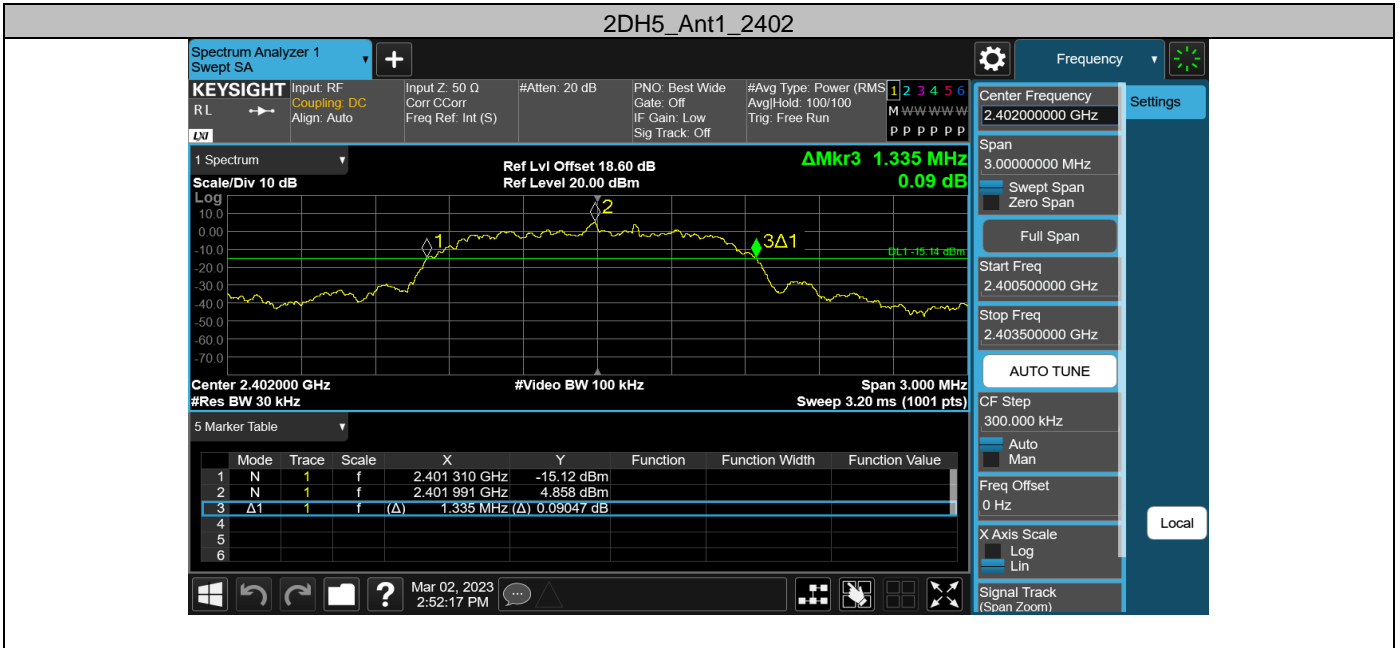 2DH5_Ant1_2402
Spectrum Analyzer 1
Swept SA
Frequency
KEYSIGHT
RL
LXI
Input: RF
Coupling: DC
Align: Auto
Input Z: 50 Ω
Corr CCorr
Freq Ref: Int (S)
#Atten: 20 dB
PNO: Best Wide
Gate: Off
IF Gain: Low
Sig Track: Off
#Avg Type: Power (RMS
Avg|Hold: 100/100
Trig: Free Run
1 2 3 4 5 6
M W W W W W
P P P P P P
1 Spectrum
Scale/Div 10 dB
Ref Lvl Offset 18.60 dB
Ref Level 20.00 dBm
ΔMkr3 1.335 MHz
0.09 dB
Log
10.0
0.00
-10.0
-20.0
-30.0
-40.0
-50.0
-60.0
-70.0
1
2
3Δ1
DL1 -15.14 dBm
Center 2.402000 GHz
#Video BW 100 kHz
Span 3.000 MHz
#Res BW 30 kHz
Sweep 3.20 ms (1001 pts)
5 Marker Table
Mode Trace Scale X Y Function Function Width Function Value
1 N 1 f 2.401 310 GHz -15.12 dBm
2 N 1 f 2.401 991 GHz 4.858 dBm
3 Δ1 1 f (Δ) 1.335 MHz (Δ) 0.09047 dB
4
5
6
?
Mar 02, 2023
2:52:17 PM
Center Frequency
2.402000000 GHz
Settings
Span
3.00000000 MHz
Swept Span
Zero Span
Full Span
Start Freq
2.400500000 GHz
Stop Freq
2.403500000 GHz
AUTO TUNE
CF Step
300.000 kHz
Auto
Man
Freq Offset
0 Hz
Local
X Axis Scale
Log
Lin
Signal Track
(Span Zoom)